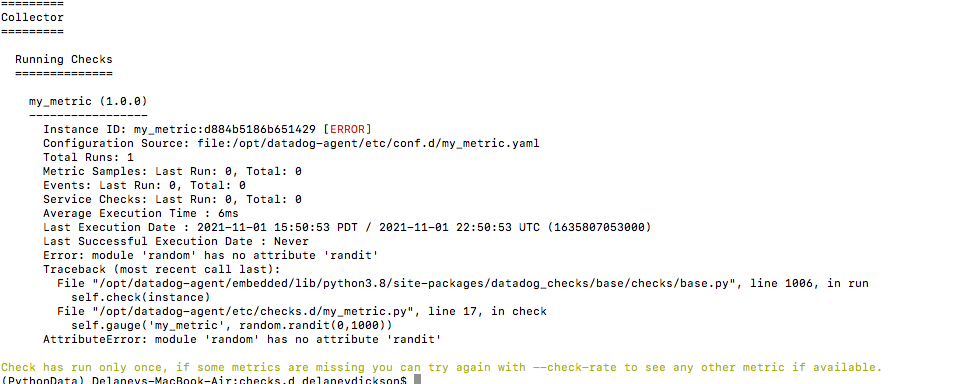 =========
Collector
=========
Running Checks
==============
my_metric (1.0.0)
-----------------
Instance ID: my_metric:d884b5186b651429 [ERROR]
Configuration Source: file:/opt/datadog-agent/etc/conf.d/my_metric.yaml
Total Runs: 1
Metric Samples: Last Run: 0, Total: 0
Events: Last Run: 0, Total: 0
Service Checks: Last Run: 0, Total: 0
Average Execution Time : 6ms
Last Execution Date : 2021-11-01 15:50:53 PDT / 2021-11-01 22:50:53 UTC (1635807053000)
Last Successful Execution Date : Never
Error: module 'random' has no attribute 'randit'
Traceback (most recent call last):
File "/opt/datadog-agent/embedded/lib/python3.8/site-packages/datadog_checks/base/checks/base.py", line 1006, in run
self.check(instance)
File "/opt/datadog-agent/etc/checks.d/my_metric.py", line 17, in check
self.gauge('my_metric', random.randit(0,1000))
AttributeError: module 'random' has no attribute 'randit'
Check has run only once, if some metrics are missing you can try again with --check-rate to see any other metric if available.
(PythonData) Delaneys-MacBook-Air:checks.d delaneydickson$